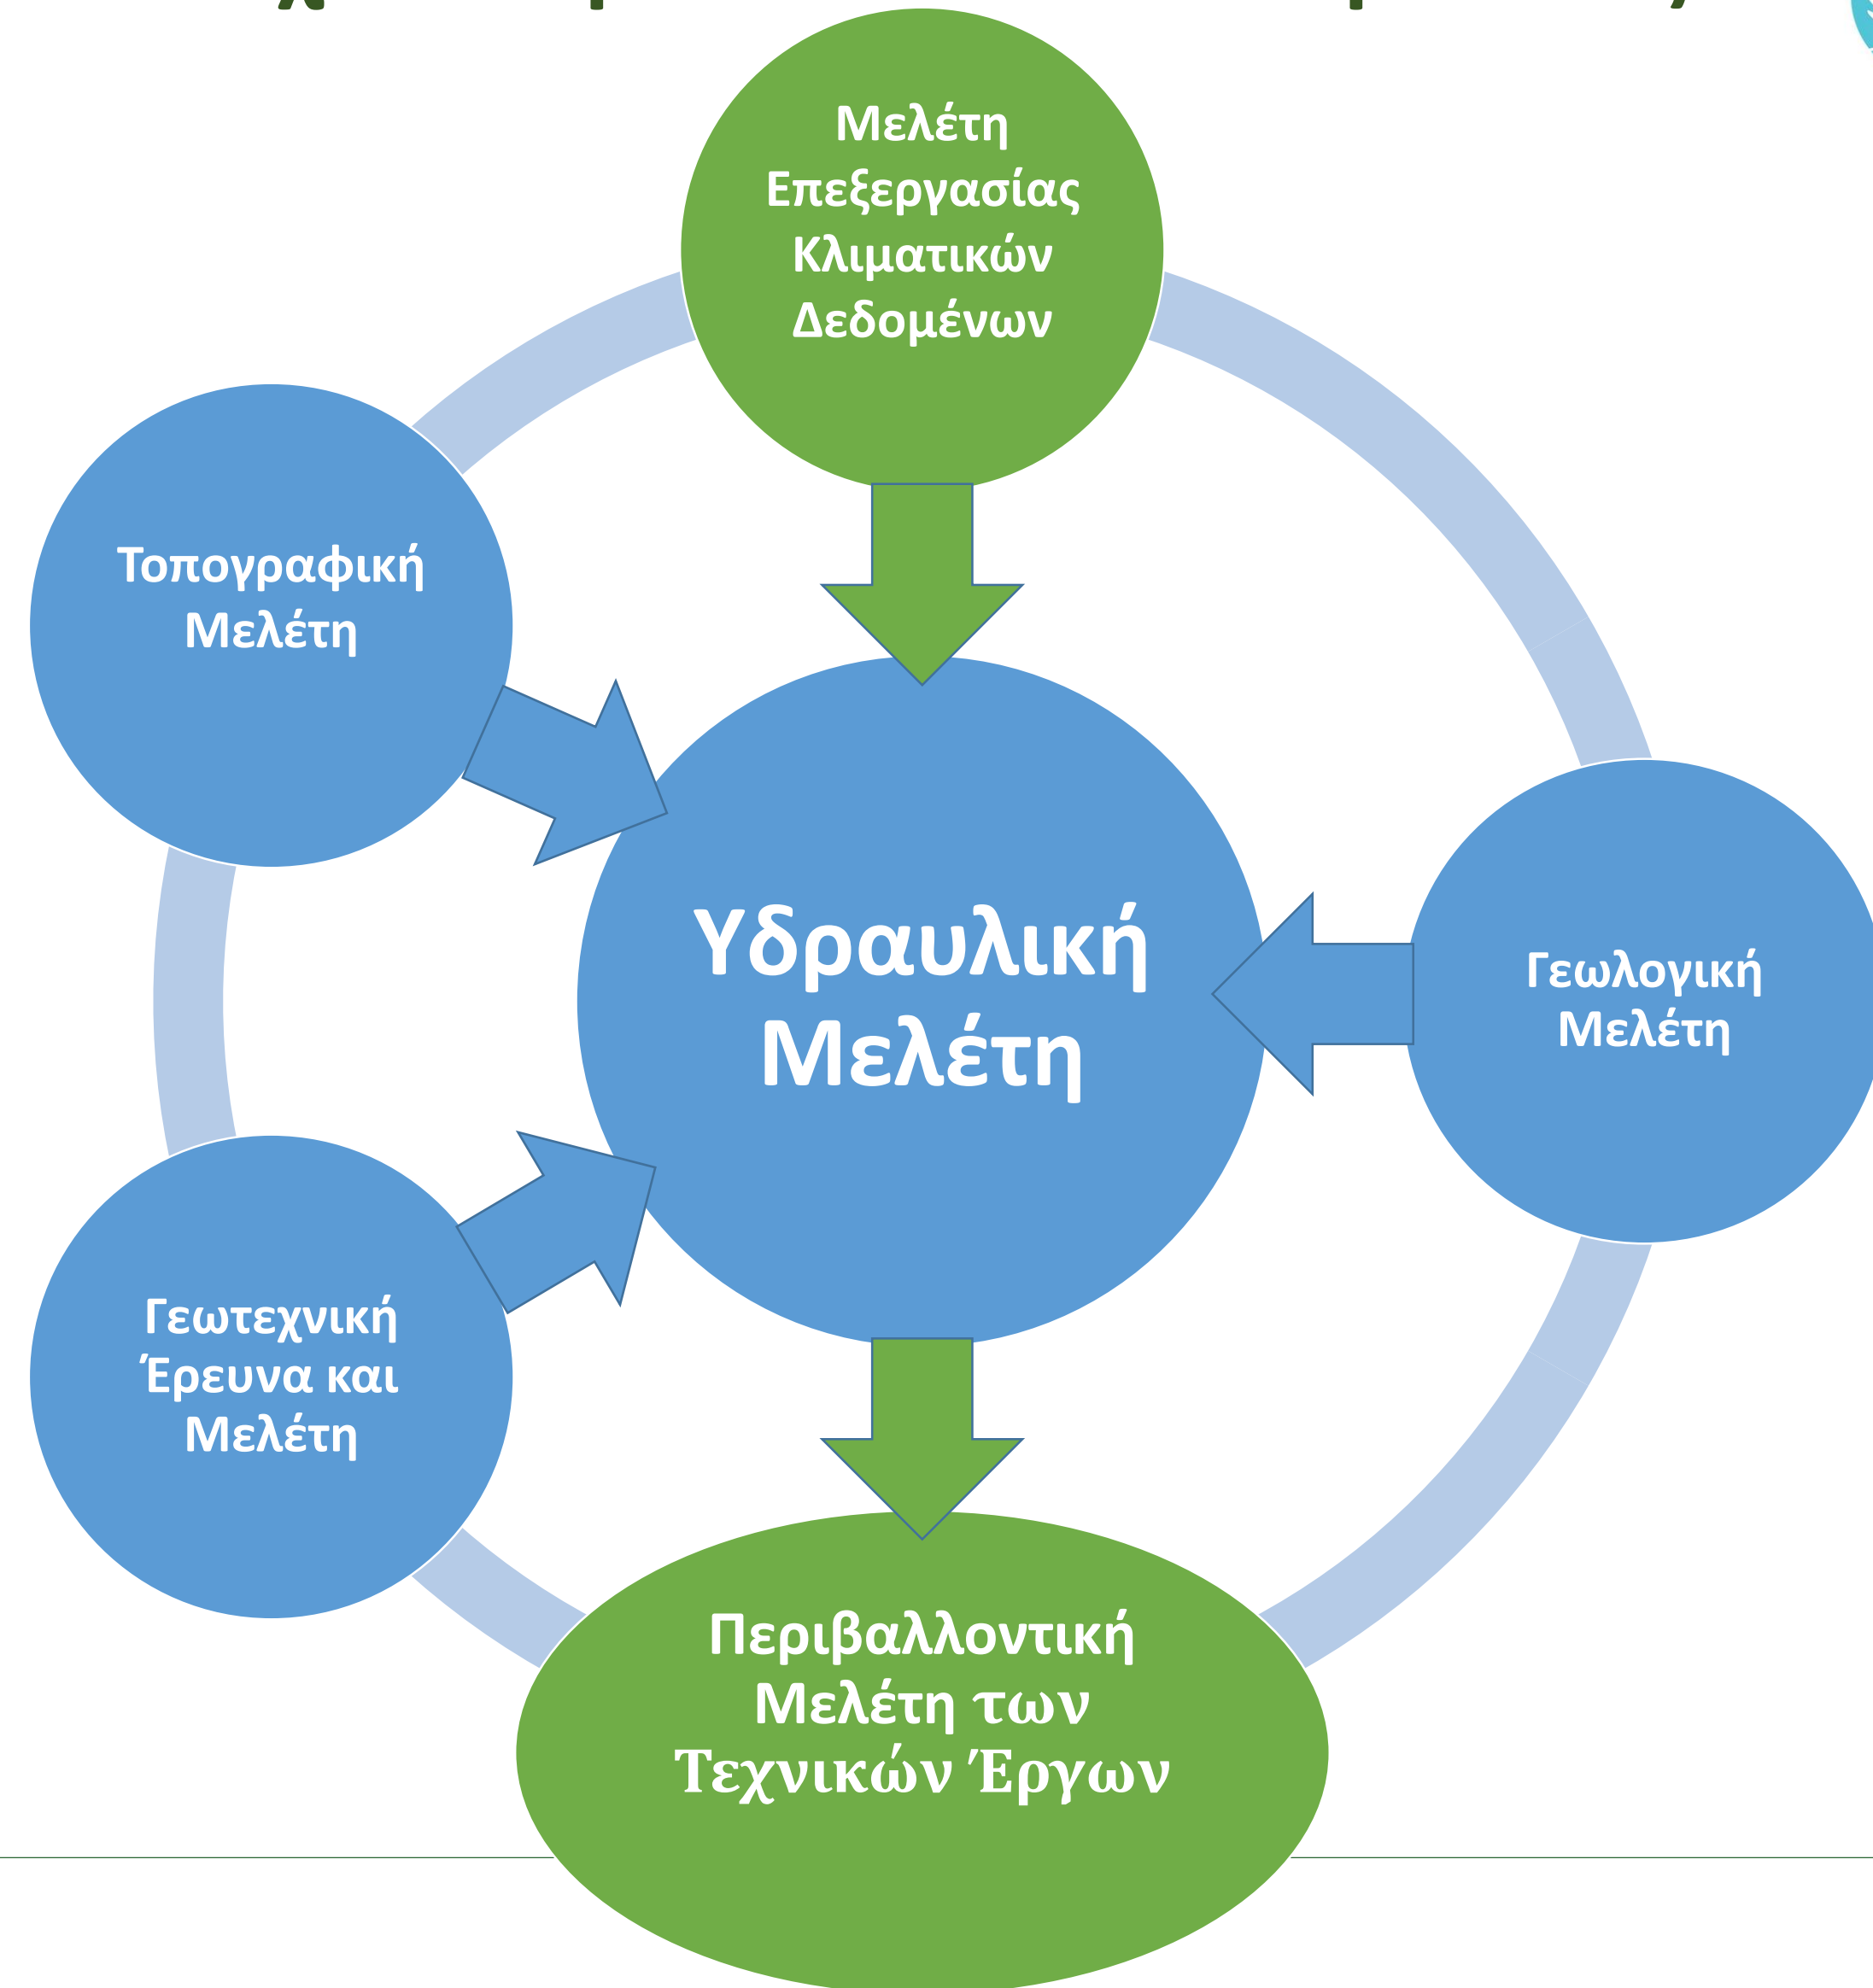 Μελέτη
Επεξεργασίας
Κλιματικών
Δεδομένων
Τοπογραφική
Μελέτη
Υδραυλική
Μελέτη
Γεωλογική
Μελέτη
Γεωτεχνική
Έρευνα και
Μελέτη
Περιβαλλοντική
Μελέτη των
Τεχνικών Έργων